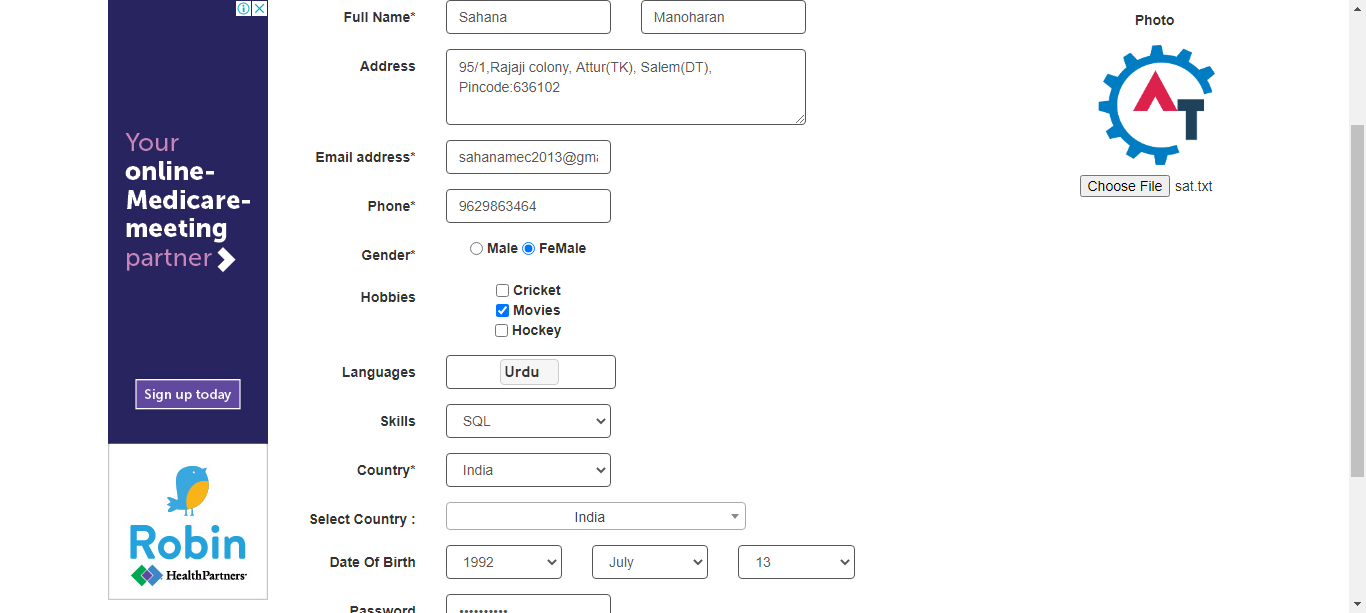 Full Name*
Sahana
Manoharan
Photo
Address
95/1,Rajaji colony, Attur(TK), Salem(DT),
Pincode:636102
AT
Email address*
sahanamec2013@gma
Choose File sat.txt
Phone*
9629863464
Gender*
Male FeMale
Hobbies
Cricket
Movies
Hockey
Languages
Urdu
Skills
SQL
Country*
India
Select Country :
India
Date Of Birth
1992
July
13
Password
••••••••••
Your
online-
Medicare-
meeting
partner
Sign up today
Robin
HealthPartners